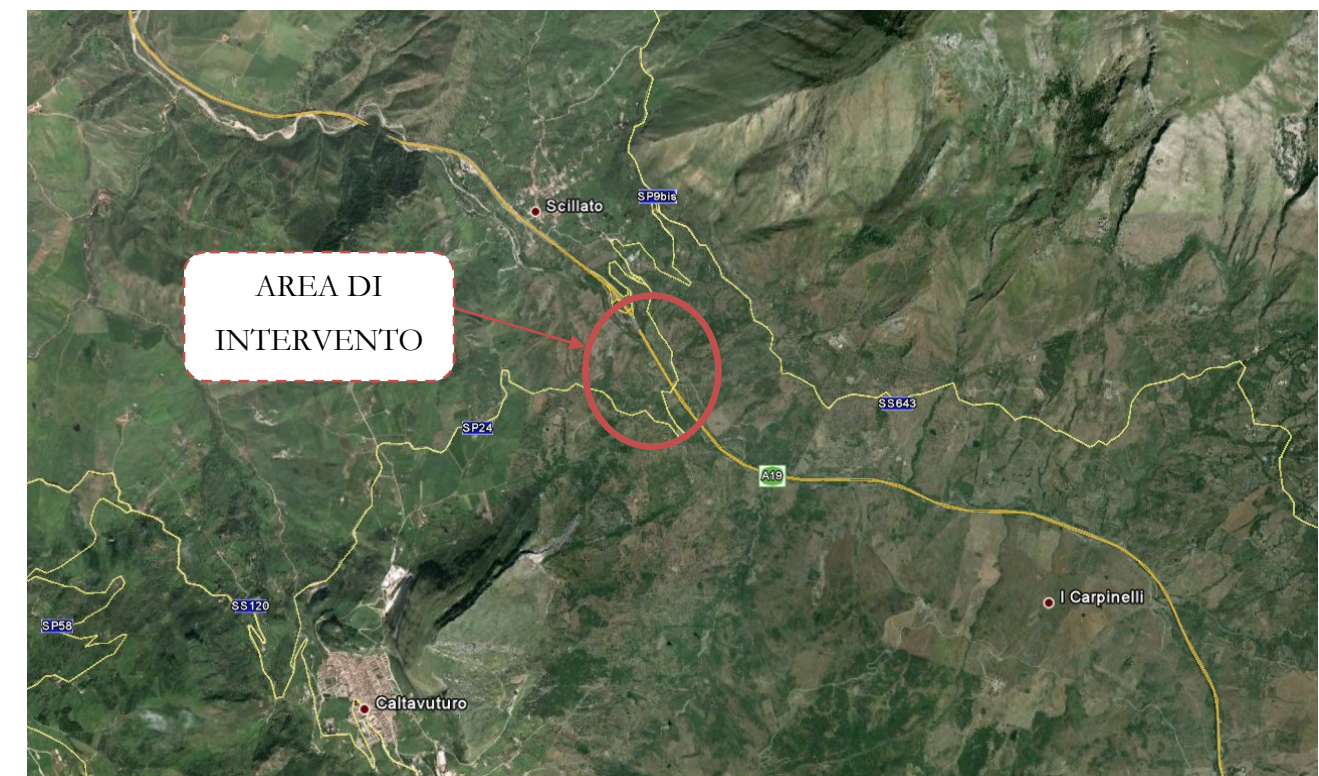 Scillato
SP9bis
AREA DI
INTERVENTO
SS643
SP24
A19
I Carpinelli
SS120
SP58
Caltavuturo